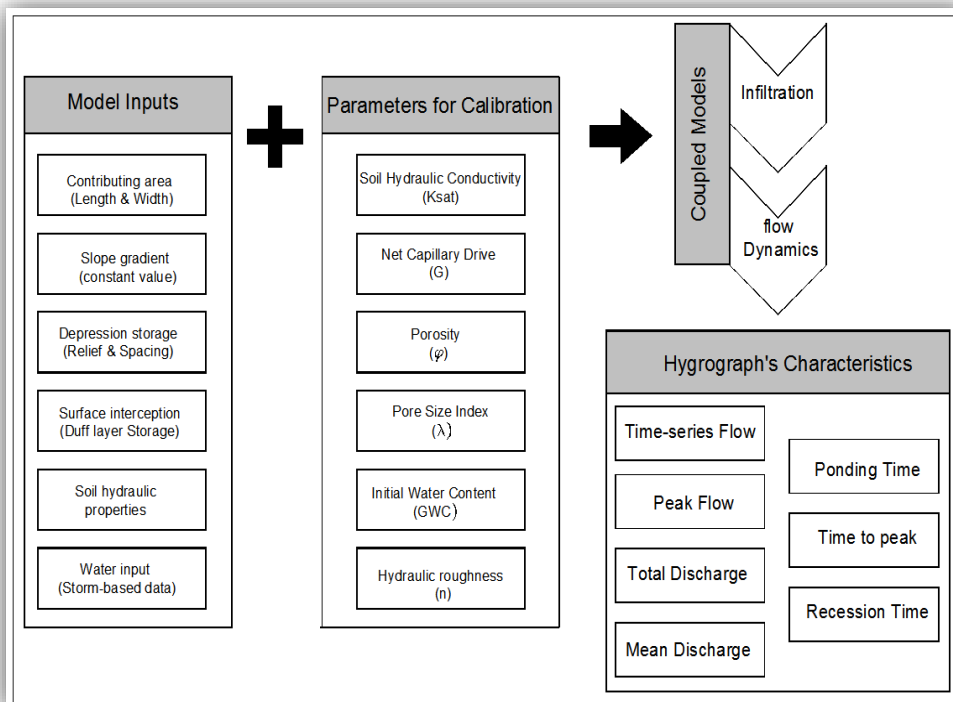 Model Inputs
Contributing area
(Length & Width)
Slope gradient
(constant value)
Depression storage
(Relief & Spacing)
Surface interception
(Duff layer Storage)
Soil hydraulic
properties
Water input
(Storm-based data)
Parameters for Calibration
Soil Hydraulic Conductivity
(Ksat)
Net Capillary Drive
(G)
Porosity
(φ)
Pore Size Index
(λ)
Initial Water Content
(GWC)
Hydraulic roughness
(n)
Coupled Models
Infiltration
flow
Dynamics
Hygrograph's Characteristics
Time-series Flow
Peak Flow
Total Discharge
Mean Discharge
Ponding Time
Time to peak
Recession Time